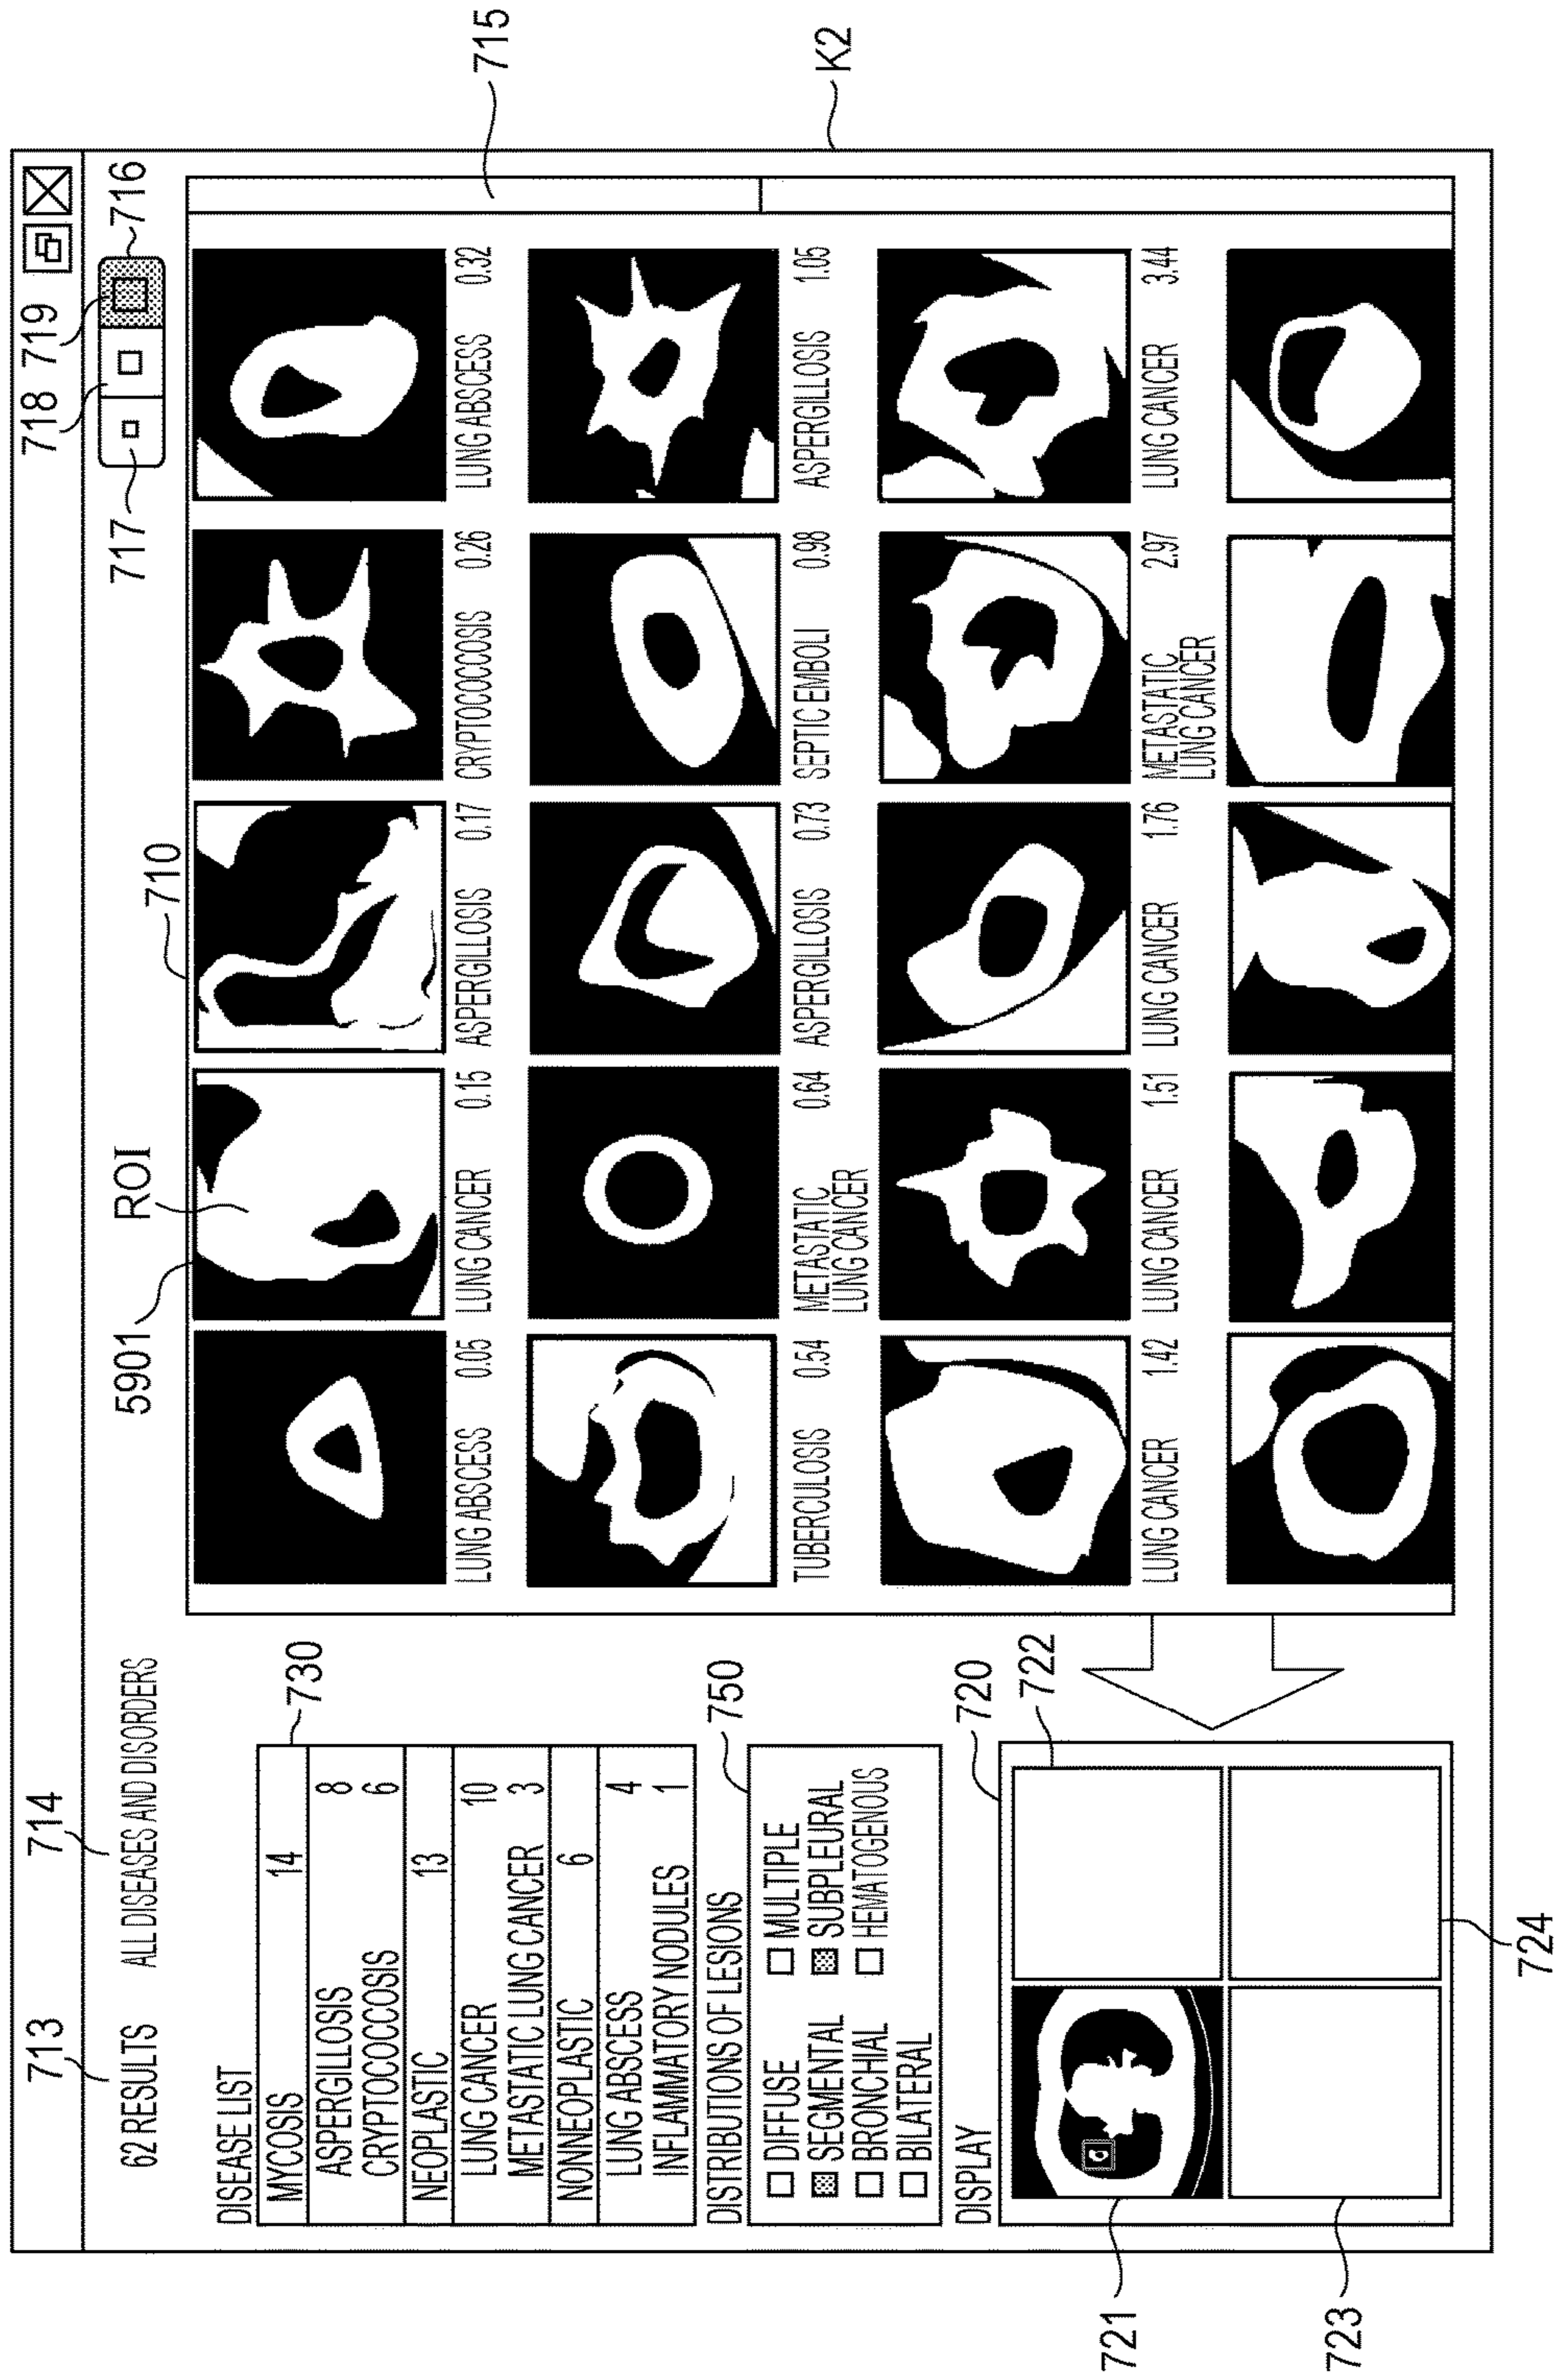 713
714
718 719
62 RESULTS
ALL DISEASES AND DISORDERS
5901
ROI
710
717
716
DISEASE LIST
730
MYCOSIS 14
ASPERGILLOSIS 8
CRYPTOCOCCOSIS 6
NEOPLASTIC 13
LUNG CANCER 10
METASTATIC LUNG CANCER 3
NONNEOPLASTIC 6
LUNG ABSCESS 4
INFLAMMATORY NODULES 1
DISTRIBUTIONS OF LESIONS
750
DIFFUSE MULTIPLE
SEGMENTAL SUBPLEURAL
BRONCHIAL HEMATOGENOUS
BILATERAL
DISPLAY
720
722
721
723
724
LUNG ABSCESS 0.05
LUNG CANCER 0.15
ASPERGILLOSIS 0.17
CRYPTOCOCCOSIS 0.26
LUNG ABSCESS 0.32
715
TUBERCULOSIS 0.54
METASTATIC 0.64
LUNG CANCER
ASPERGILLOSIS 0.73
SEPTIC EMBOLI 0.98
ASPERGILLOSIS 1.05
K2
LUNG CANCER 1.42
LUNG CANCER 1.51
LUNG CANCER 1.76
METASTATIC 2.97
LUNG CANCER
LUNG CANCER 3.44